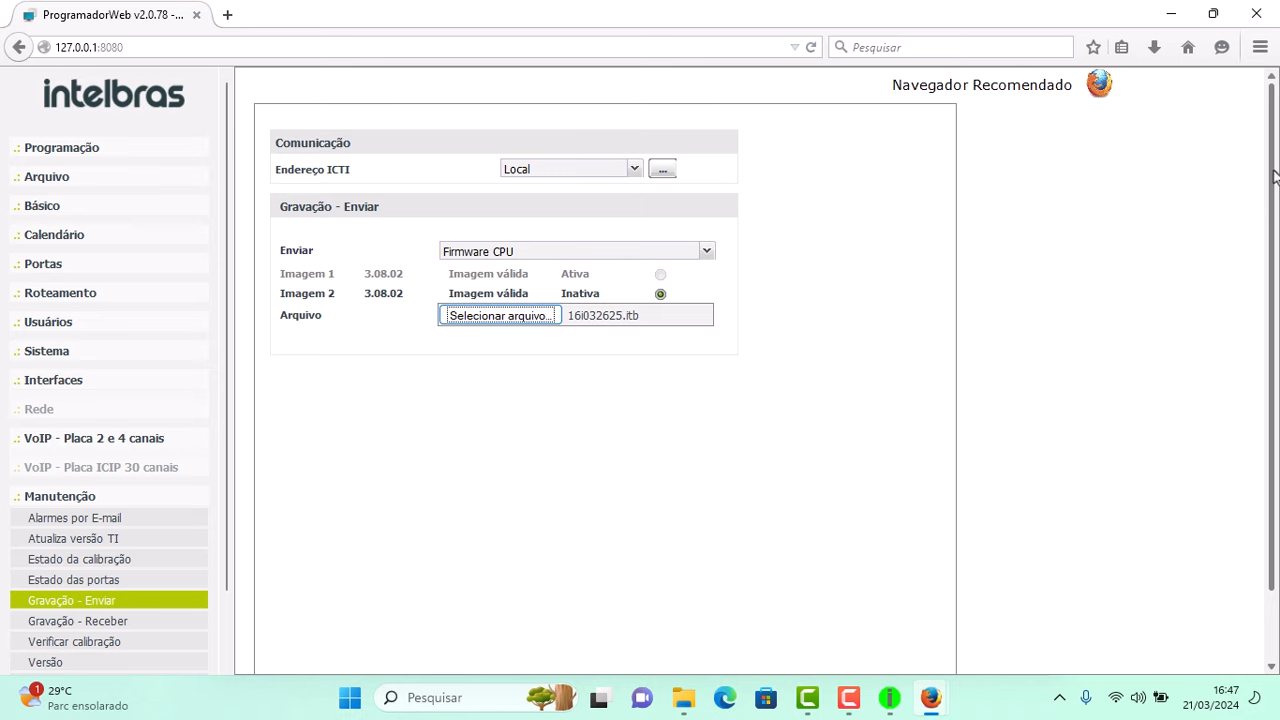 ProgramadorWeb v2.0.78 -...
127.0.0.1:8080
Pesquisar
intelbras
Navegador Recomendado
.: Programação
.: Arquivo
.: Básico
.: Calendário
.: Portas
.: Roteamento
.: Usuários
.: Sistema
.: Interfaces
.: Rede
.: VoIP - Placa 2 e 4 canais
.: VoIP - Placa ICIP 30 canais
.: Manutenção
Alarmes por E-mail
Atualiza versão TI
Estado da calibração
Estado das portas
Gravação - Enviar
Gravação - Receber
Verificar calibração
Versão
Comunicação
Endereço ICTI Local ...
Gravação - Enviar
Enviar Firmware CPU
Imagem 1 3.08.02 Imagem válida Ativa
Imagem 2 3.08.02 Imagem válida Inativa
Arquivo Selecionar arquivo... 16i032625.itb
1
29°C
Parc ensolarado
Pesquisar
16:47
21/03/2024